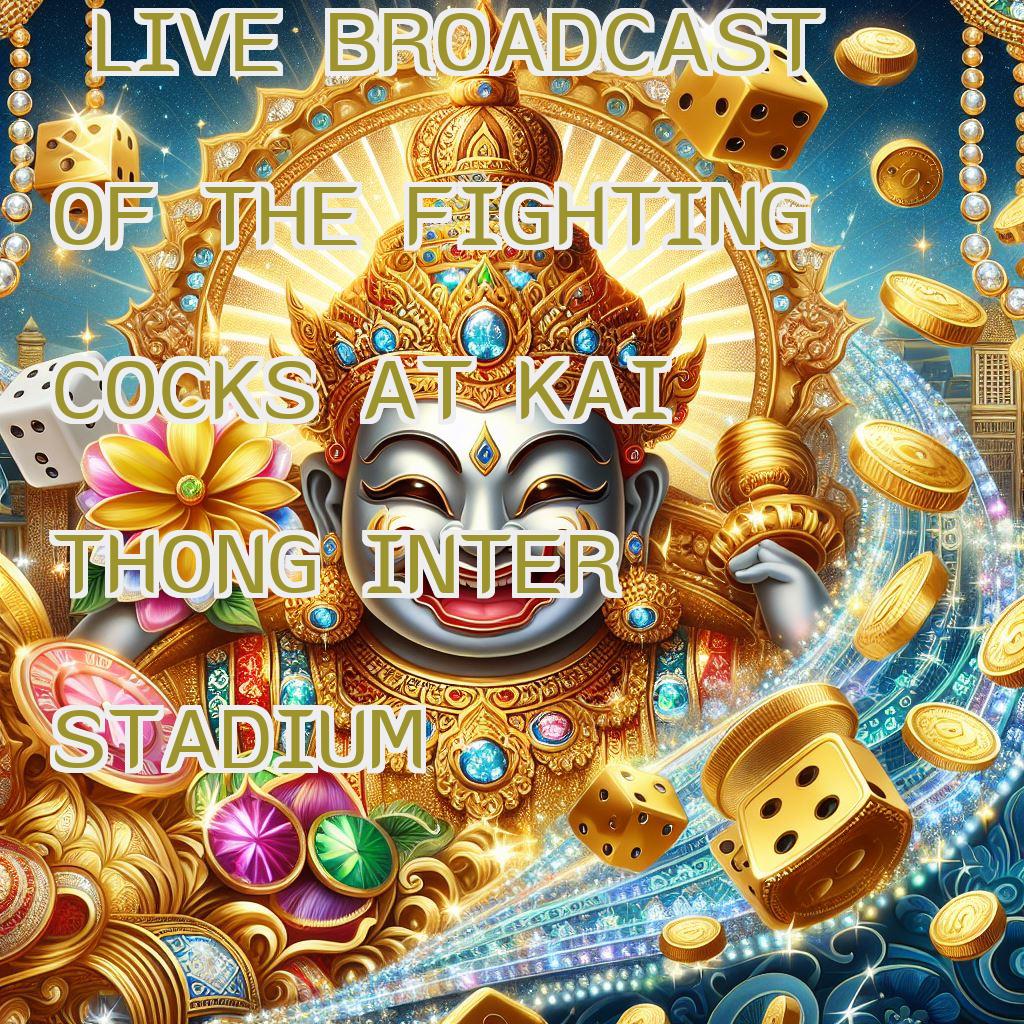 LIVE BROADCAST
OF THE FIGHTING
COCKS AT KAI
THONG INTER
STADIUM